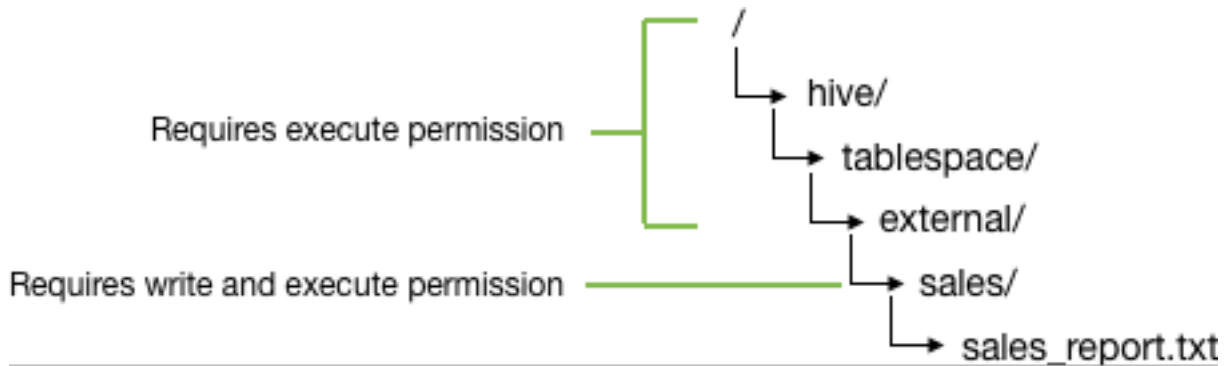 /
hive/
Requires execute permission
tablespace/
external/
Requires write and execute permission
sales/
sales_report.txt